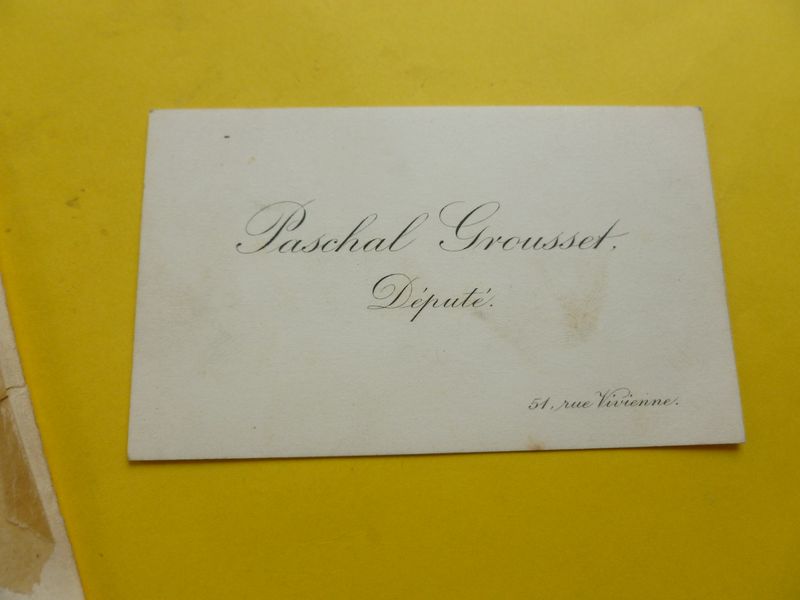 Paschal Grousset.
Député.
51, rue Vivienne.